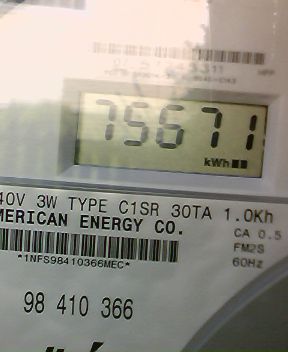 75671
kWh
40V 3W TYPE C1SR 30TA 1.0Kh
MERICAN ENERGY CO.
CA 0.5
FM2S
60Hz
*1NFS98410366MEC*
98 410 366